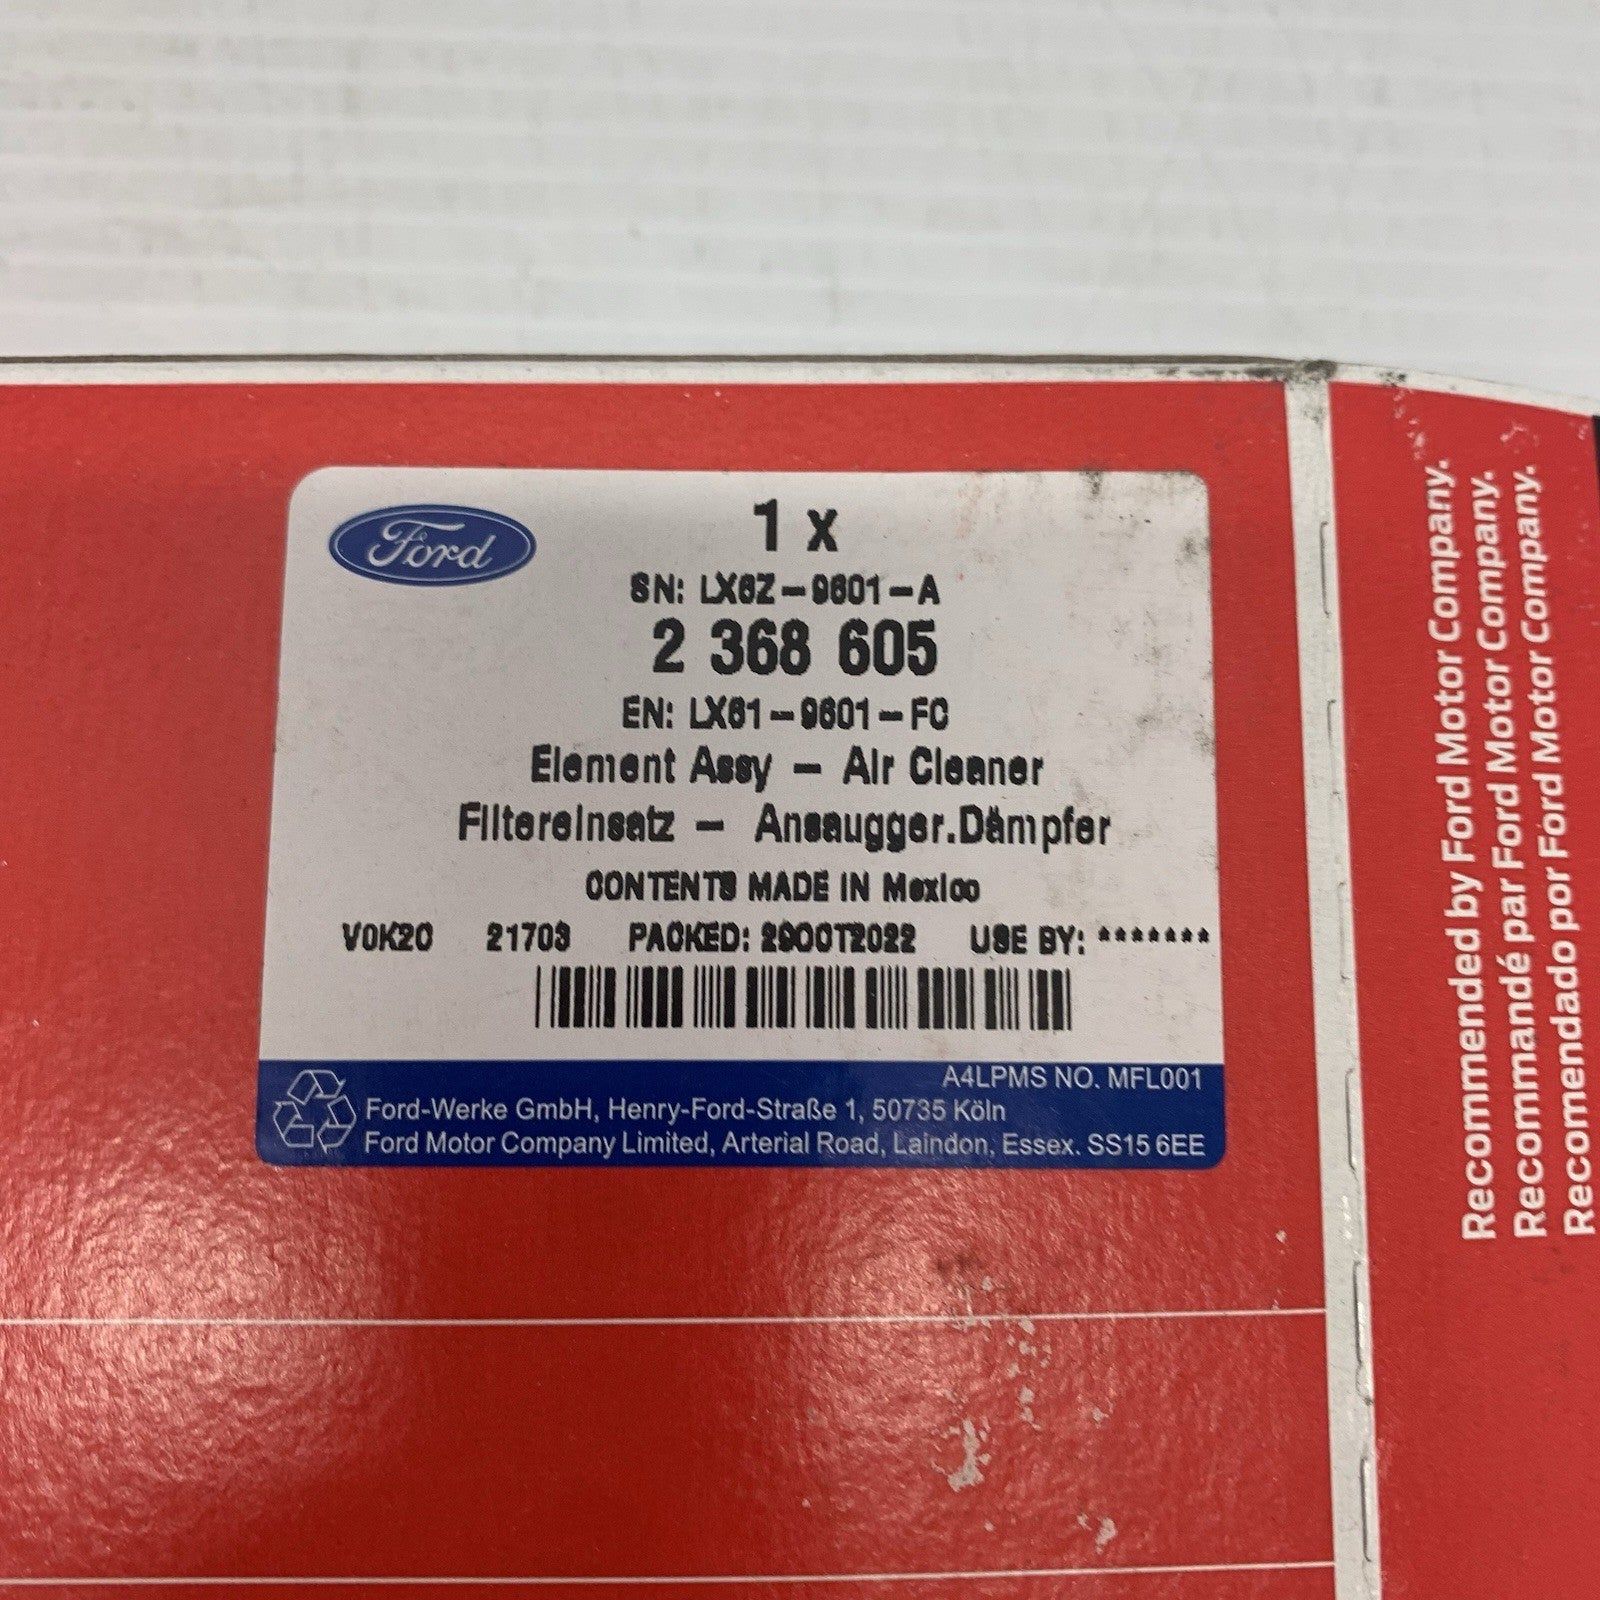 Ford
1 x
SN: LX6Z-9601-A
2 368 605
EN: LX61-9601-FC
Element Assy - Air Cleaner
Filtereinsatz - Ansaugger.Dämpfer
CONTENTS MADE IN Mexico
V0K2C 21703 PACKED: 29OCT2022 USE BY: *******
A4LPMS NO. MFL001
Ford-Werke GmbH, Henry-Ford-Straße 1, 50735 Köln
Ford Motor Company Limited, Arterial Road, Laindon, Essex. SS15 6EE
Recommended by Ford Motor Company.
Recommandé par Ford Motor Company.
Recomendado por Ford Motor Company.